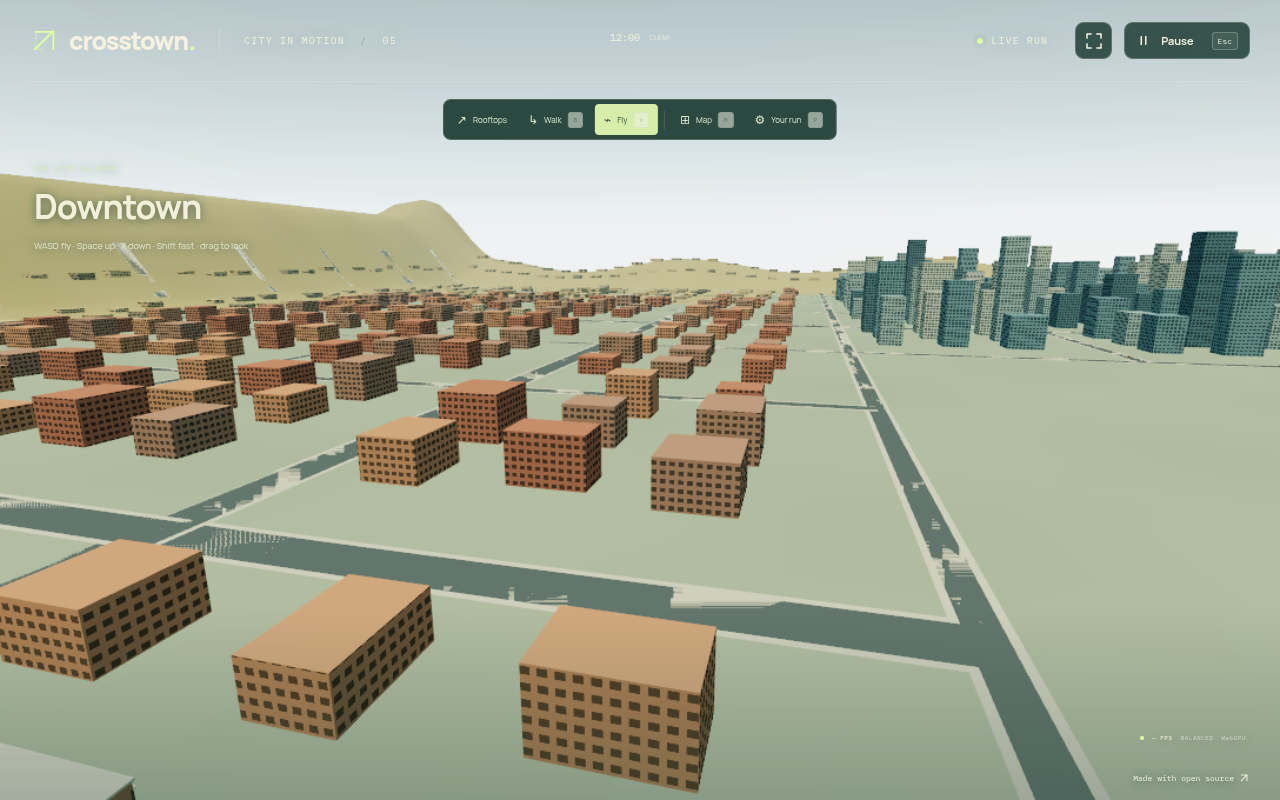 crosstown.
CITY IN MOTION / 05
12:00 CLEAR
LIVE RUN
Pause Esc
Rooftops
Walk
Fly
Map
Your run
Downtown
WASD fly · Space up · down · Shift fast · drag to look
— FPS BALANCED WebGPU
Made with open source